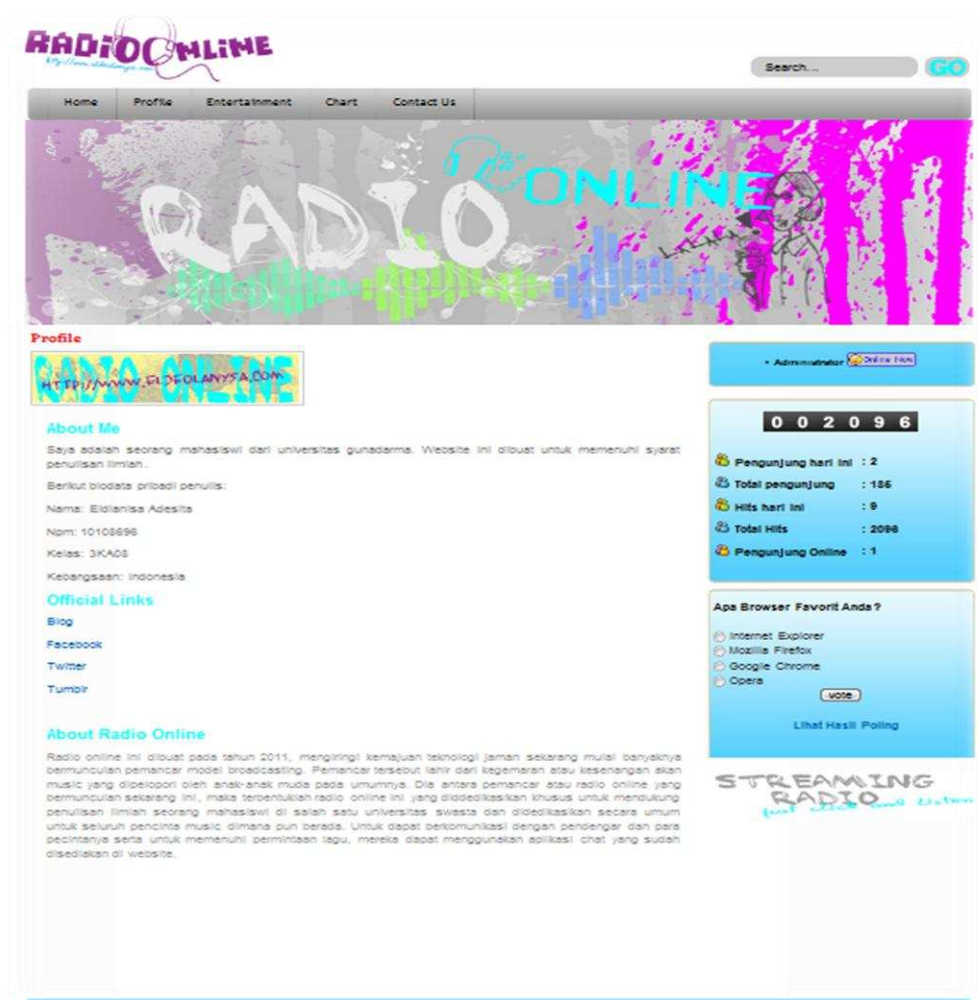 RADIO ONLINE
Search...
GO
Home Profile Entertainment Chart Contact Us
RADIO ONLINE
LALALA
Profile
RADIO ONLINE
HTTP://WWW.ELDEOLANYSA.COM
About Me
Saya adalah seorang mahasiswi dari universitas gunadarma. Website ini dibuat untuk memenuhi syarat
penulisan ilmiah.
Berikut biodata pribadi penulis:
Nama: Eldianisa Adesita
Npm: 10108696
Kelas: 3KA08
Kebangsaan: Indonesia
Official Links
Blog
Facebook
Twitter
Tumblr
About Radio Online
Radio online ini dibuat pada tahun 2011, mengiringi kemajuan teknologi jaman sekarang mulai banyaknya
bermunculan pemancar model broadcasting. Pemancar tersebut lahir dari kegemaran atau kesenangan akan
music yang dipelopori oleh anak-anak muda pada umumnya. Dia antara pemancar atau radio online yang
bermunculan sekarang ini, maka terbentuklah radio online ini yang diddedikasikan khusus untuk mendukung
penulisan ilmiah seorang mahasiswi di salah satu universitas swasta dan didedikasikan secara umum
untuk seluruh pencinta music dimana pun berada. Untuk dapat berkomunikasi dengan pendengar dan para
pecintanya serta untuk memenuhi permintaan lagu, mereka dapat menggunakan aplikasi chat yang sudah
disediakan di website.
• Administrator Online Now
002096
Pengunjung hari ini : 2
Total pengunjung : 186
Hits hari ini : 9
Total Hits : 2096
Pengunjung Online : 1
Apa Browser Favorit Anda?
Internet Explorer
Mozilla Firefox
Google Chrome
Opera
vote
Lihat Hasil Poling
STREAMING
RADIO
just click and listen